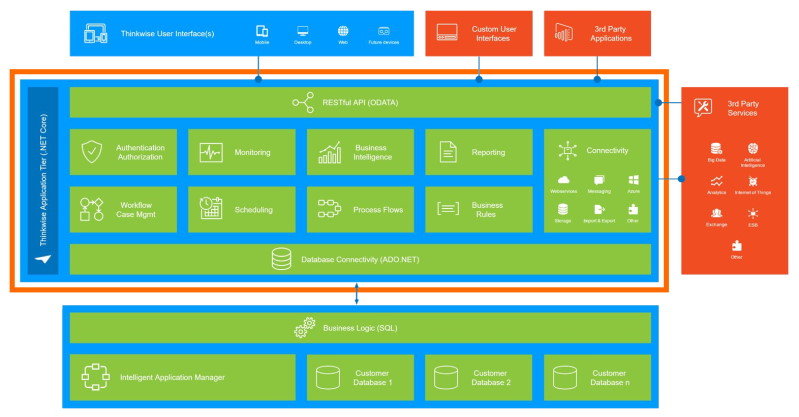 Thinkwise User Interface(s)
Mobile
Desktop
Web
Future devices
Custom User
Interfaces
3rd Party
Applications
Thinkwise Application Tier (.NET Core)
RESTful API (ODATA)
Authentication
Authorization
Monitoring
Business
Intelligence
Reporting
Connectivity
Webservices
Messaging
Azure
Storage
Import & Export
Other
Workflow
Case Mgmt
Scheduling
Process Flows
Business
Rules
Database Connectivity (ADO.NET)
3rd Party
Services
Big Data
Artificial
Intelligence
Analytics
Internet of Things
Exchange
ESB
Other
Business Logic (SQL)
Intelligent Application Manager
Customer
Database 1
Customer
Database 2
Customer
Database n